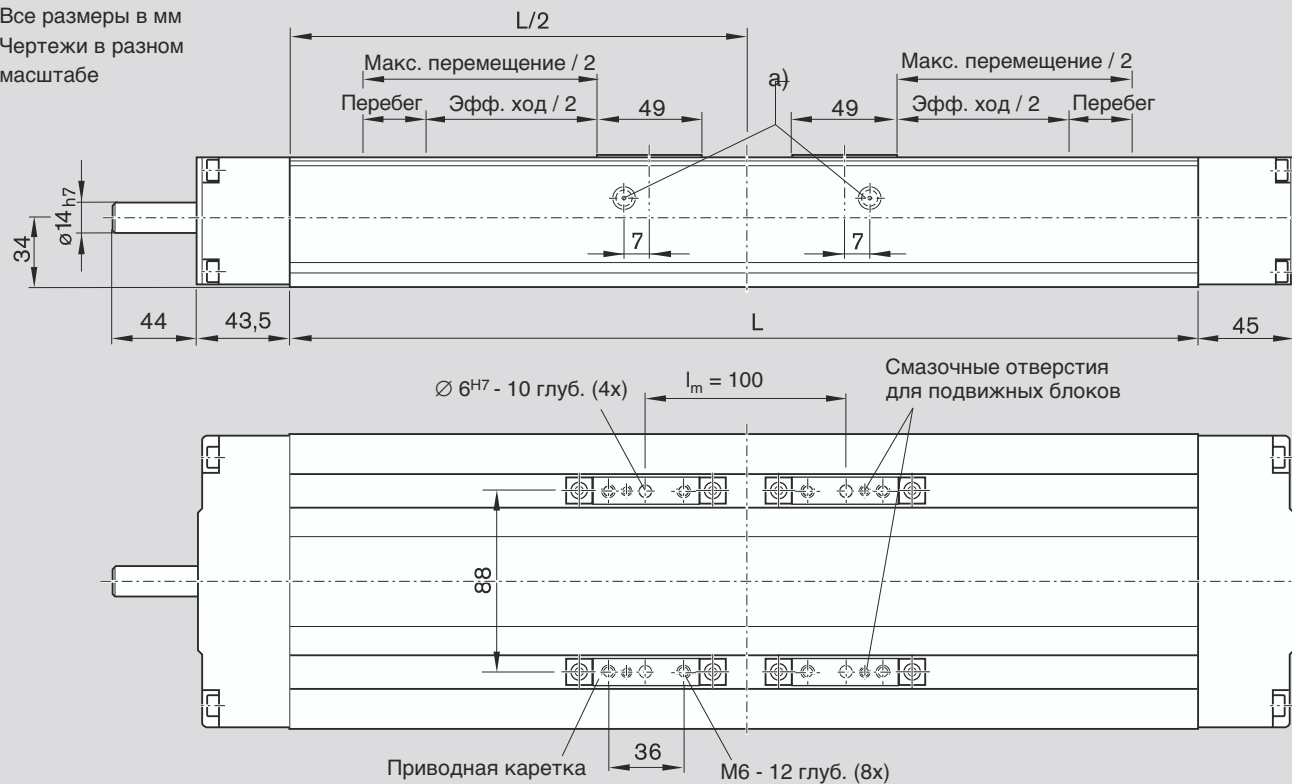 Все размеры в мм
Чертежи в разном
масштабе
L/2
Макс. перемещение / 2
a)
Макс. перемещение / 2
Перебег
Эфф. ход / 2
49
49
Эфф. ход / 2
Перебег
ø14 h7
34
7
7
44
43,5
L
45
∅ 6H7 - 10 глуб. (4x)
lm = 100
Смазочные отверстия
для подвижных блоков
88
Приводная каретка
36
M6 - 12 глуб. (8x)